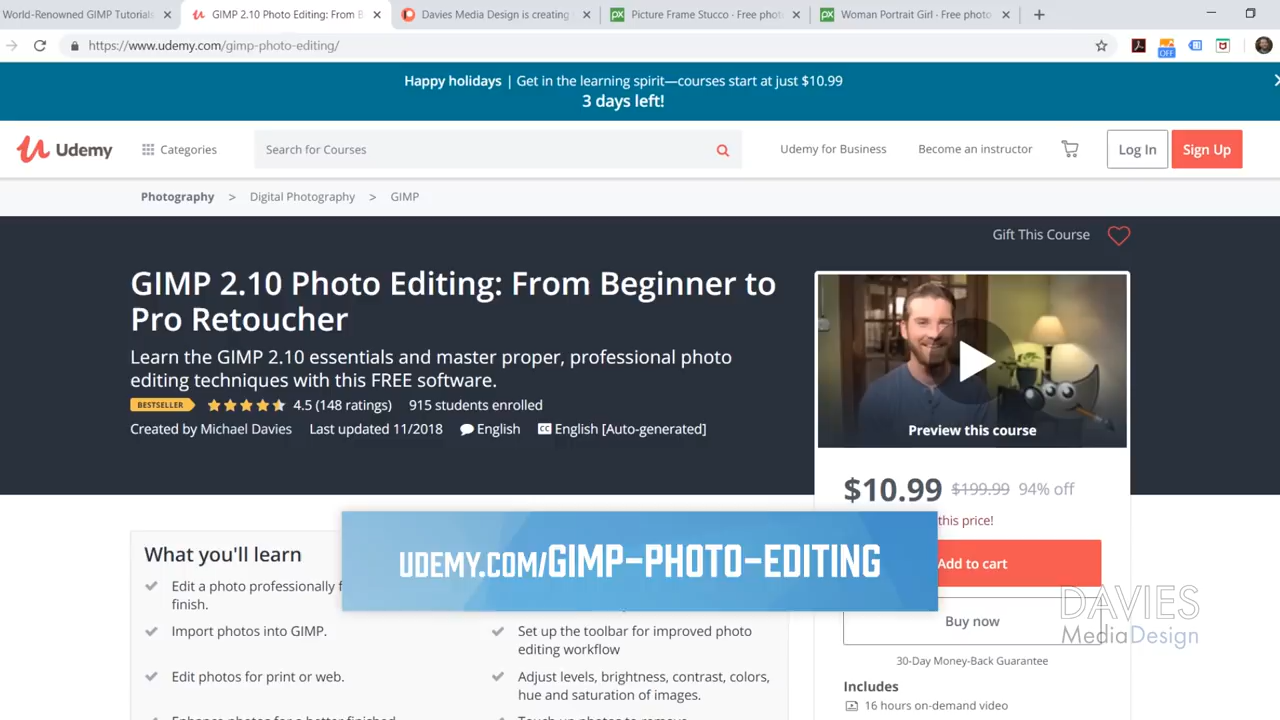 World-Renowned GIMP Tutorials
GIMP 2.10 Photo Editing: From B
Davies Media Design is creating
Picture Frame Stucco - Free phot
Woman Portrait Girl - Free photo
https://www.udemy.com/gimp-photo-editing/
OFF
Happy holidays | Get in the learning spirit—courses start at just $10.99
3 days left!
Udemy
Categories
Search for Courses
Udemy for Business
Become an instructor
Log In
Sign Up
Photography > Digital Photography > GIMP
Gift This Course
GIMP 2.10 Photo Editing: From Beginner to
Pro Retoucher
Learn the GIMP 2.10 essentials and master proper, professional photo
editing techniques with this FREE software.
BESTSELLER 4.5 (148 ratings) 915 students enrolled
Created by Michael Davies Last updated 11/2018 English CC English [Auto-generated]
Preview this course
$10.99 $199.99 94% off
this price!
Add to cart
Buy now
30-Day Money-Back Guarantee
Includes
16 hours on-demand video
What you'll learn
Edit a photo professionally f
finish.
Import photos into GIMP.
Edit photos for print or web.
Set up the toolbar for improved photo
editing workflow
Adjust levels, brightness, contrast, colors,
hue and saturation of images.
UDEMY.COM/GIMP-PHOTO-EDITING
DAVIES
MediaDesign